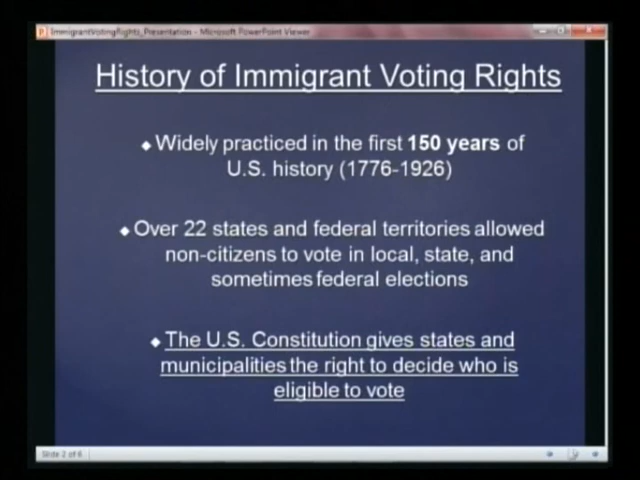 ImmigrantVotingRights_Presentation - Microsoft PowerPoint Viewer
History of Immigrant Voting Rights
◆ Widely practiced in the first 150 years of
U.S. history (1776-1926)
◆ Over 22 states and federal territories allowed
non-citizens to vote in local, state, and
sometimes federal elections
◆ The U.S. Constitution gives states and
municipalities the right to decide who is
eligible to vote
Slide 2 of 6